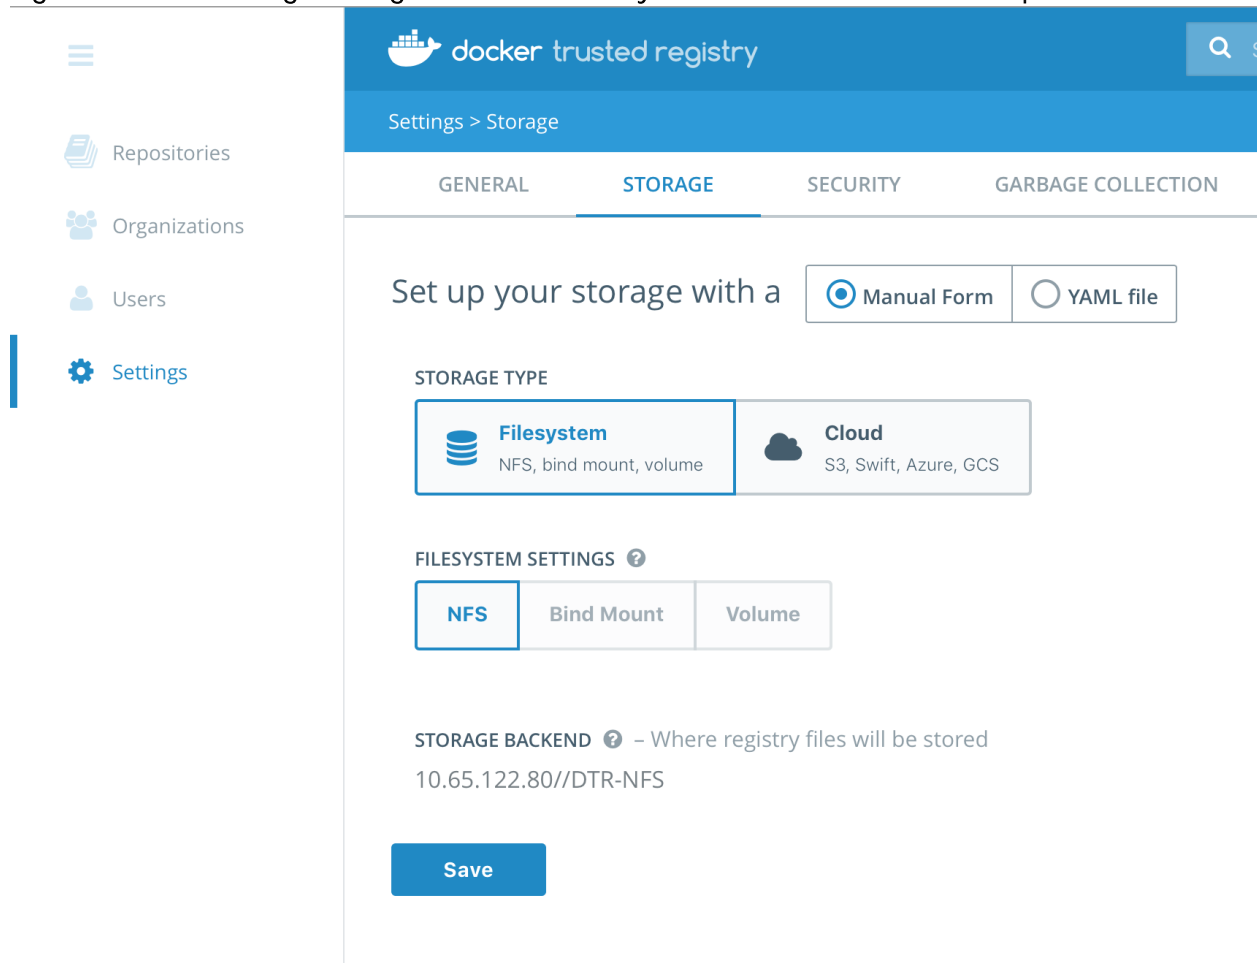 docker trusted registry
Settings > Storage
Repositories
Organizations
Users
Settings
GENERAL STORAGE SECURITY GARBAGE COLLECTION
Set up your storage with a Manual Form YAML file
STORAGE TYPE
Filesystem
NFS, bind mount, volume
Cloud
S3, Swift, Azure, GCS
FILESYSTEM SETTINGS ?
NFS Bind Mount Volume
STORAGE BACKEND ? – Where registry files will be stored
10.65.122.80//DTR-NFS
Save